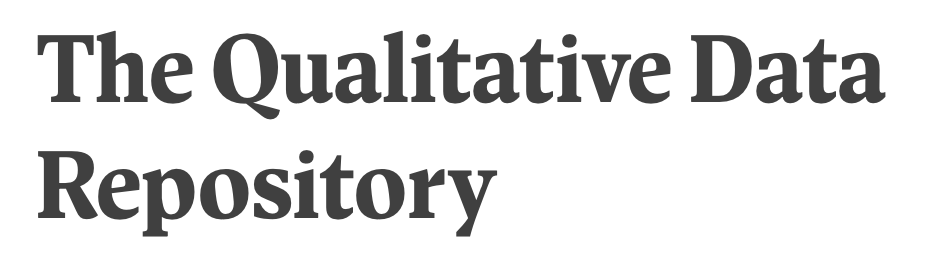 The Qualitative Data
Repository